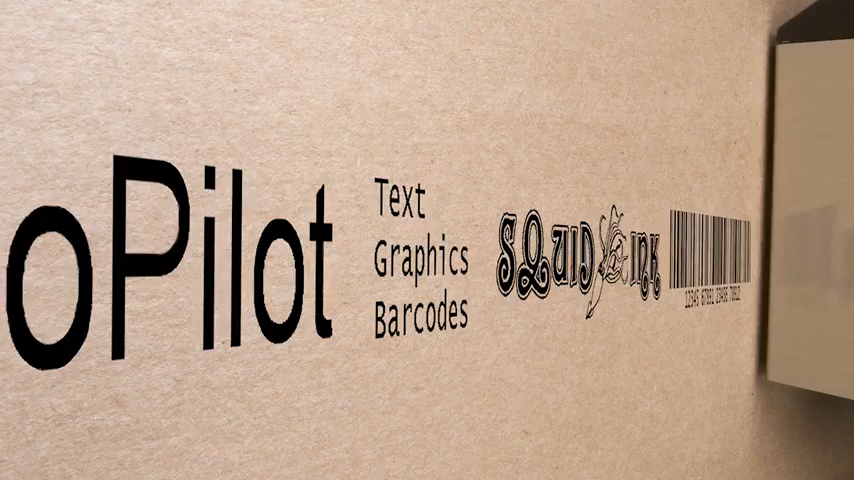 oPilot
Text
Graphics
Barcodes
SQUID INK